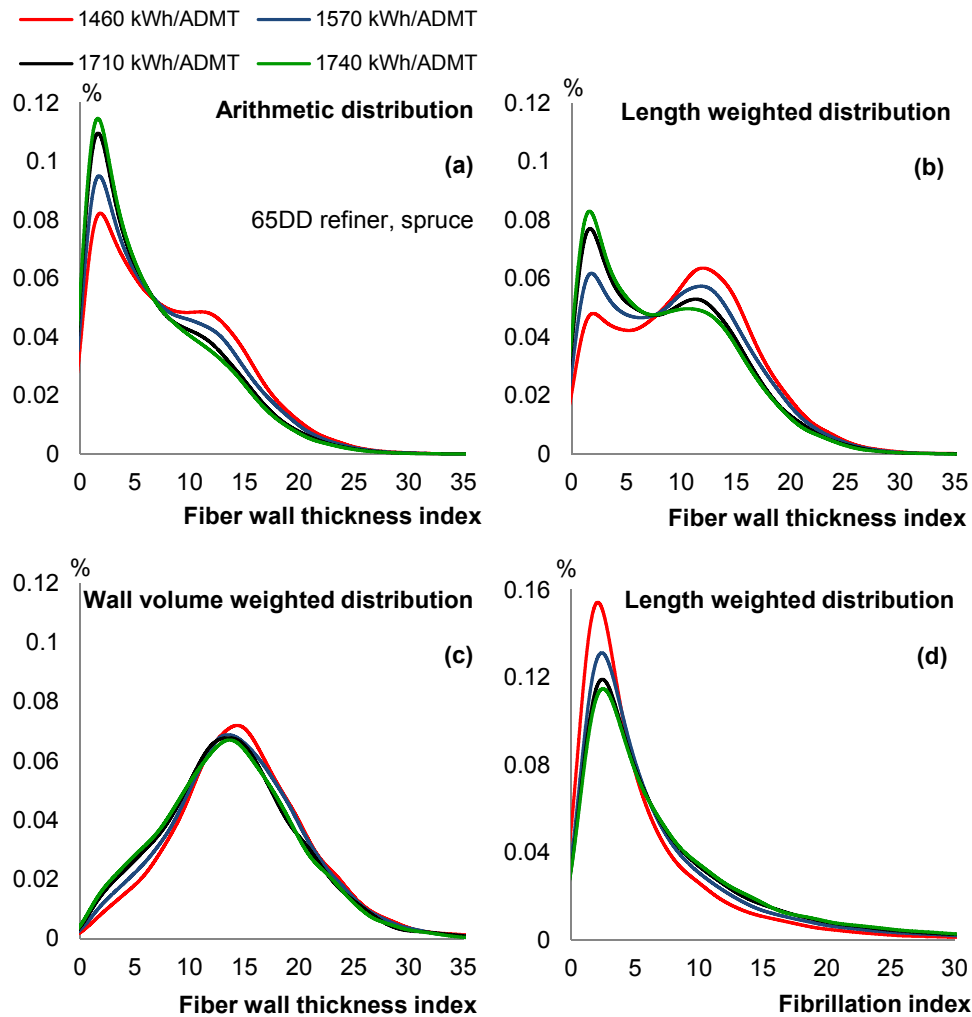 1460 kWh/ADMT 1570 kWh/ADMT
1710 kWh/ADMT 1740 kWh/ADMT
%
Arithmetic distribution
(a)
65DD refiner, spruce
0.12
0.1
0.08
0.06
0.04
0.02
0
0 5 10 15 20 25 30 35
Fiber wall thickness index
%
Length weighted distribution
(b)
0.12
0.1
0.08
0.06
0.04
0.02
0
0 5 10 15 20 25 30 35
Fiber wall thickness index
%
Wall volume weighted distribution
(c)
0.12
0.1
0.08
0.06
0.04
0.02
0
0 5 10 15 20 25 30 35
Fiber wall thickness index
%
Length weighted distribution
(d)
0.16
0.12
0.08
0.04
0
0 5 10 15 20 25 30
Fibrillation index